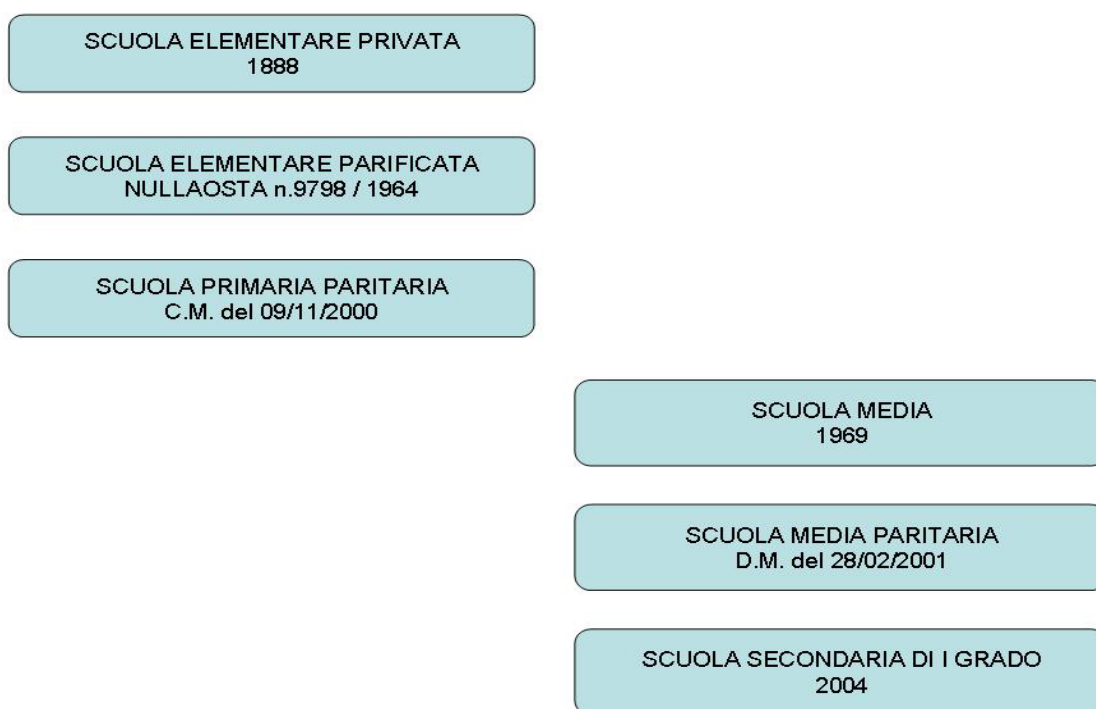 SCUOLA ELEMENTARE PRIVATA
1888
SCUOLA ELEMENTARE PARIFICATA
NULLAOSTA n.9798 / 1964
SCUOLA PRIMARIA PARITARIA
C.M. del 09/11/2000
SCUOLA MEDIA
1969
SCUOLA MEDIA PARITARIA
D.M. del 28/02/2001
SCUOLA SECONDARIA DI I GRADO
2004